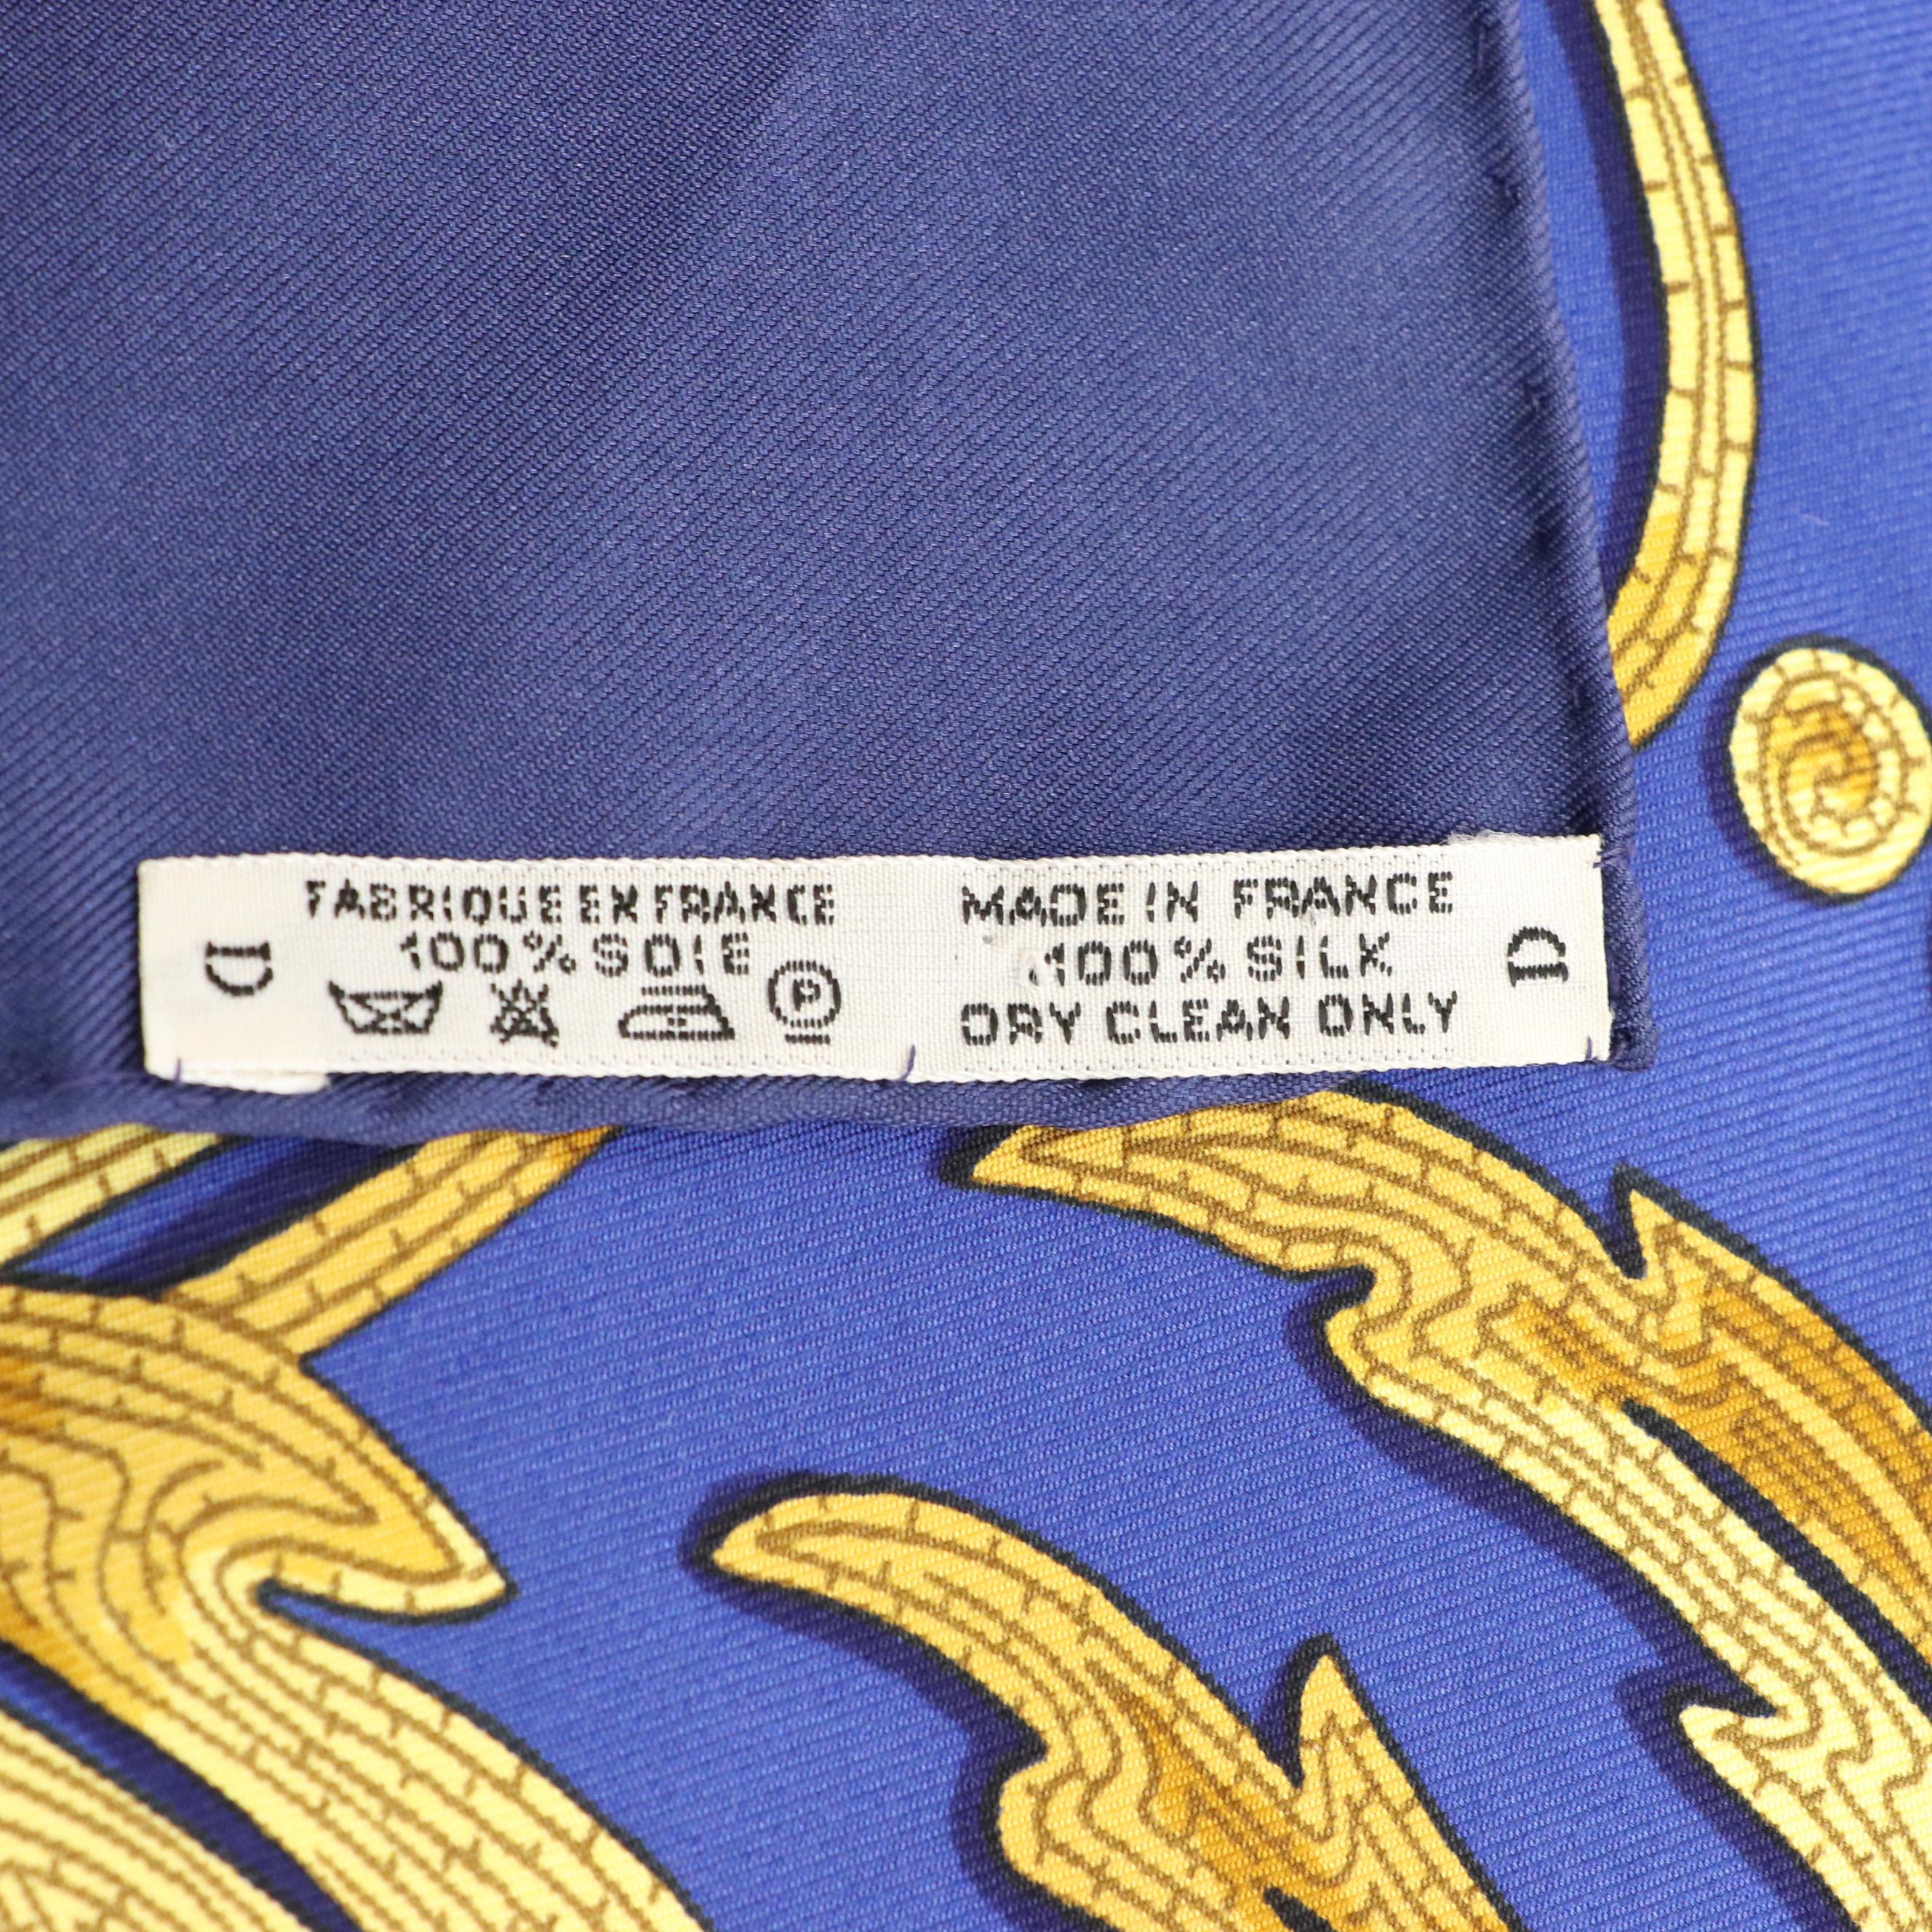 D
FABRIQUE EN FRANCE
100% SOIE
P
MADE IN FRANCE
100% SILK
DRY CLEAN ONLY
D